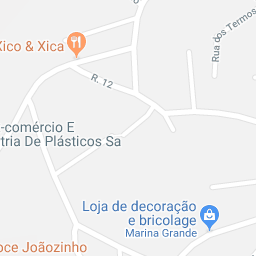 Xico & Xica
R. 12
Rua dos Termos
-comércio E
tria De Plásticos Sa
Loja de decoração
e bricolage
Marina Grande
oce Joãozinho